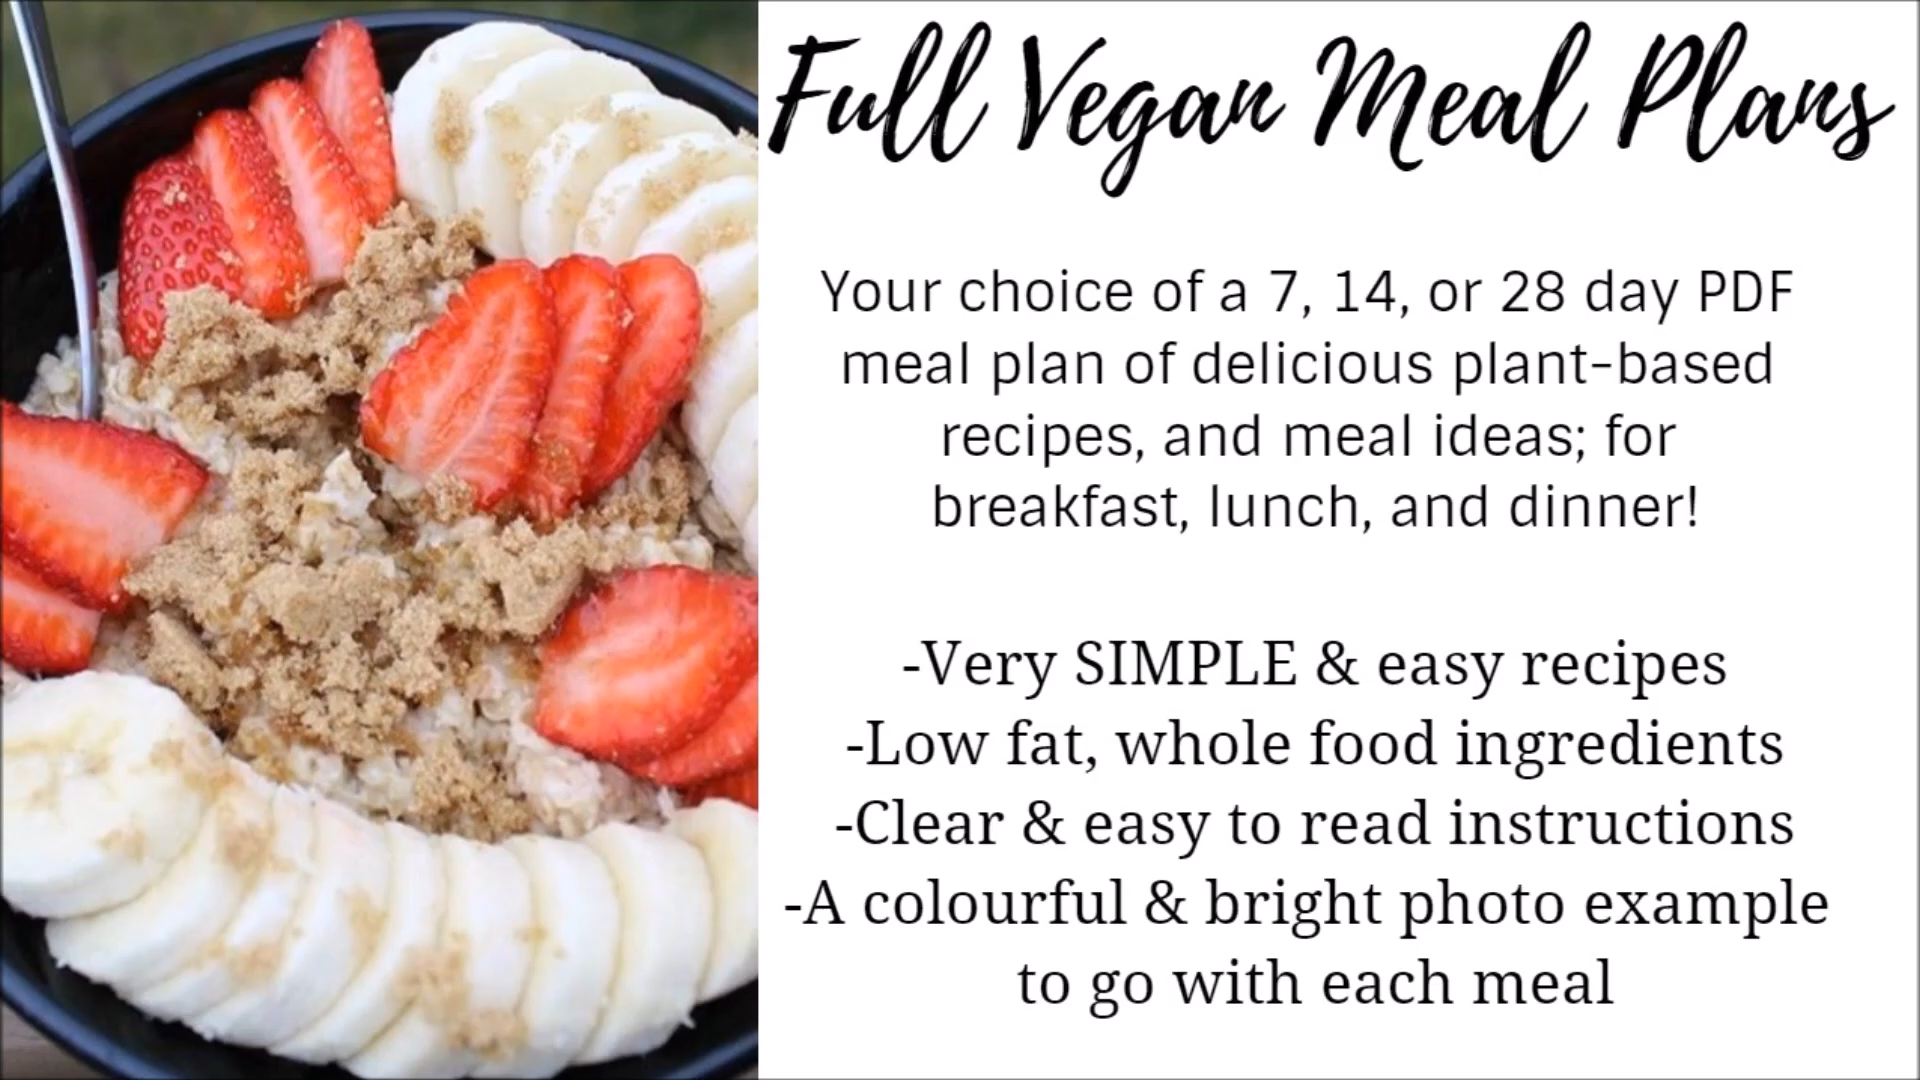 Full Vegan Meal Plans
Your choice of a 7, 14, or 28 day PDF
meal plan of delicious plant-based
recipes, and meal ideas; for
breakfast, lunch, and dinner!
-Very SIMPLE & easy recipes
-Low fat, whole food ingredients
-Clear & easy to read instructions
-A colourful & bright photo example
to go with each meal